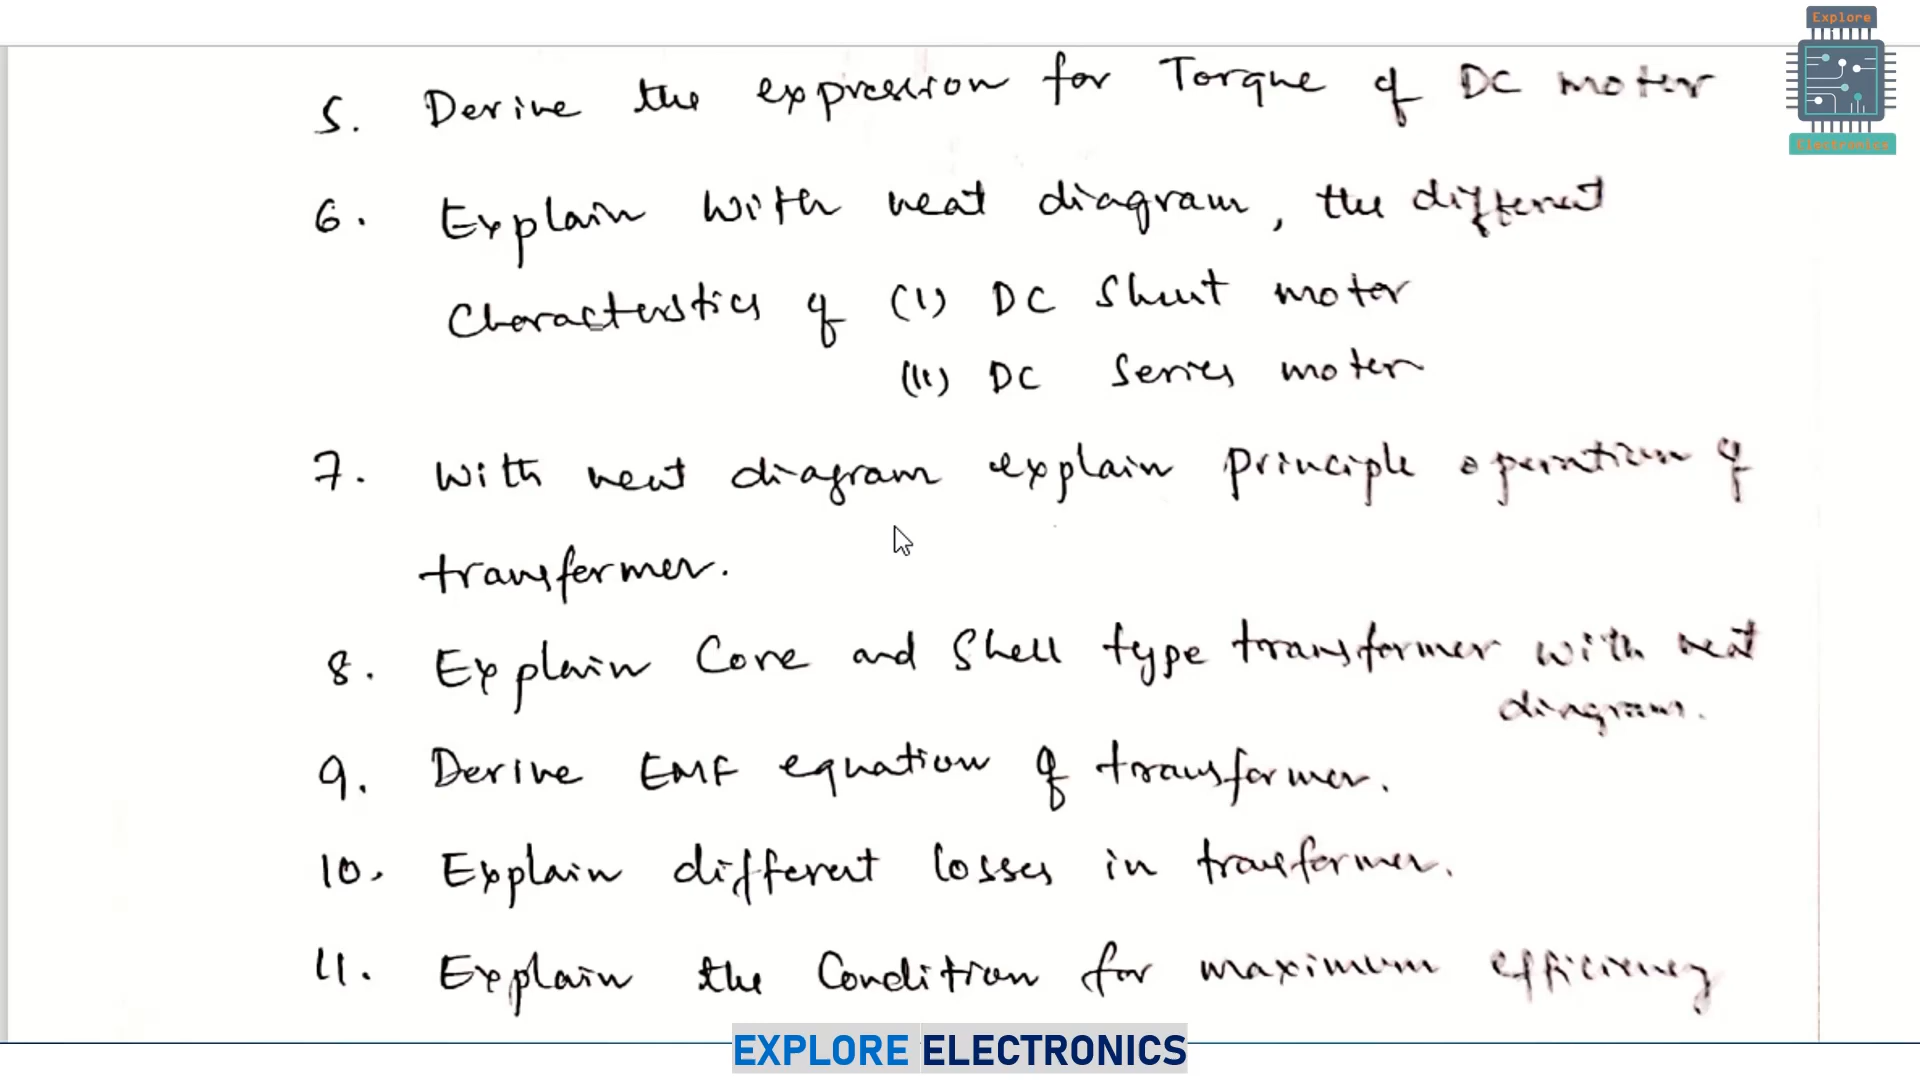 Explore
Electronics
5. Derive the expression for Torque of DC motor
6. Explain with neat diagram, the different
Characterstics of (I) DC Shunt motor
(II) DC Series motor
7. With neat diagram explain principle operation of
transformer.
8. Explain Core and Shell type transformer with neat
diagram.
9. Derive EMF equation of transformer.
10. Explain different losses in transformer.
11. Explain the Condition for maximum efficiency
EXPLORE ELECTRONICS